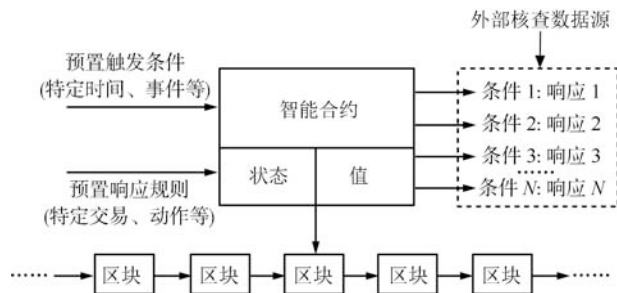 外部核查数据源
预置触发条件
(特定时间、事件等)
智能合约
状态
值
预置响应规则
(特定交易、动作等)
条件 1: 响应 1
条件 2: 响应 2
条件 3: 响应 3
……
条件 N: 响应 N
……
区块
区块
区块
区块
区块
……